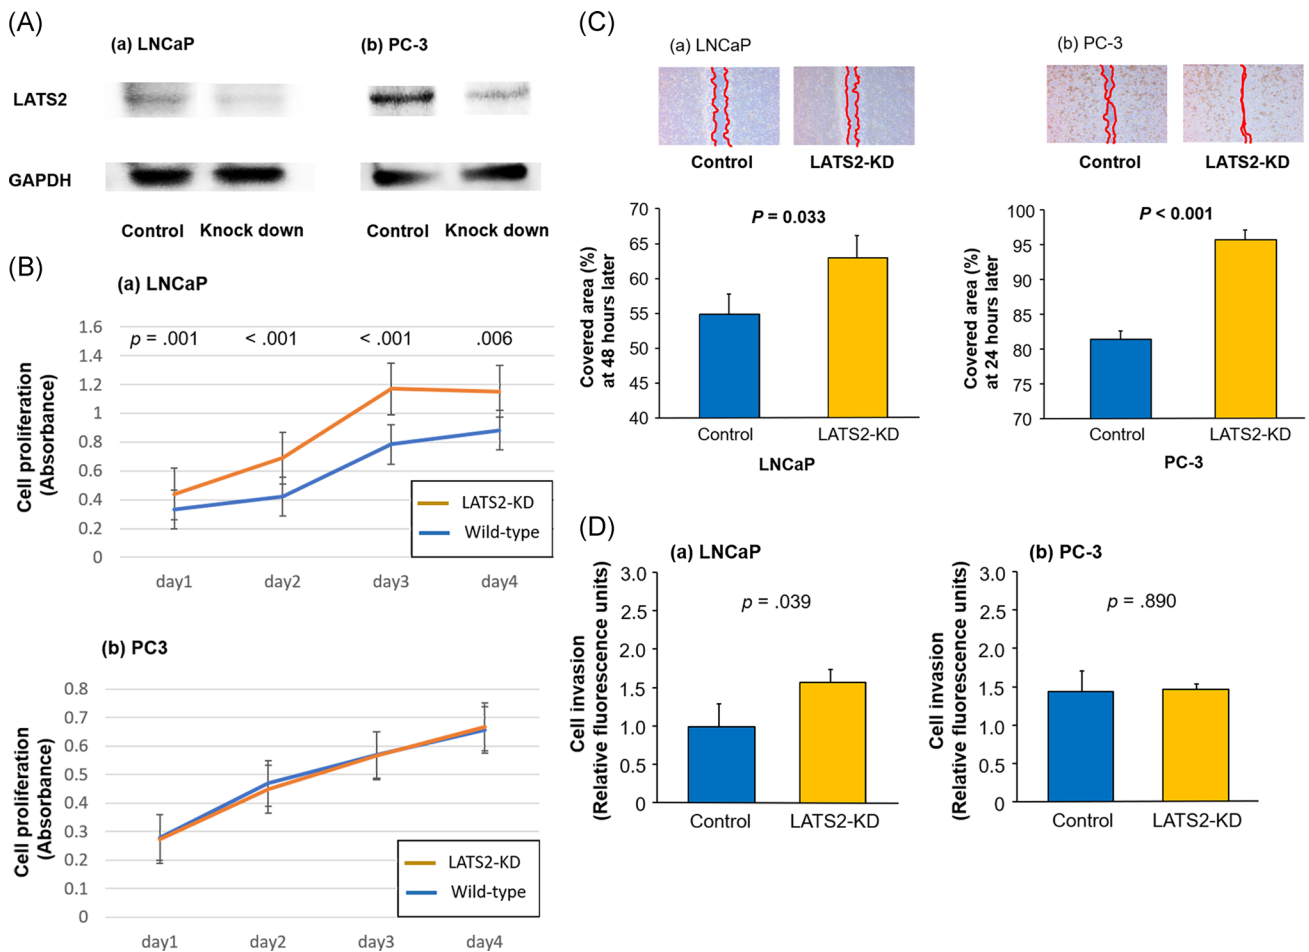 (A)
(a) LNCaP
(b) PC-3
LATS2
GAPDH
Control
Knock down
Control
Knock down
(B)
(a) LNCaP
Cell proliferation
(Absorbance)
1.6
1.4
1.2
1
0.8
0.6
0.4
0.2
0
p = .001
< .001
< .001
.006
LATS2-KD
Wild-type
day1
day2
day3
day4
(b) PC3
Cell proliferation
(Absorbance)
0.8
0.7
0.6
0.5
0.4
0.3
0.2
0.1
0
LATS2-KD
Wild-type
day1
day2
day3
day4
(C)
(a) LNCaP
Control
LATS2-KD
(b) PC-3
Control
LATS2-KD
Covered area (%)
at 48 hours later
70
65
60
55
50
45
40
P = 0.033
Control
LATS2-KD
LNCaP
Covered area (%)
at 24 hours later
100
95
90
85
80
75
70
P < 0.001
Control
LATS2-KD
PC-3
(D)
(a) LNCaP
Cell invasion
(Relative fluorescence units)
3.0
2.5
2.0
1.5
1.0
0.5
0
p = .039
Control
LATS2-KD
(b) PC-3
Cell invasion
(Relative fluorescence units)
3.0
2.5
2.0
1.5
1.0
0.5
0
p = .890
Control
LATS2-KD